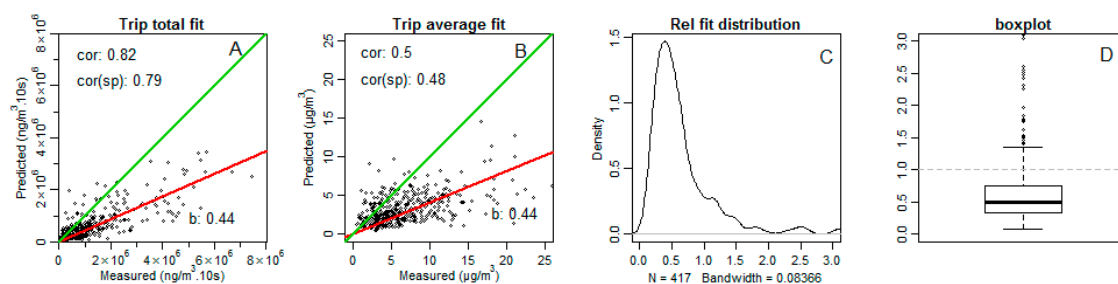 Trip total fit
A
cor: 0.82
cor(sp): 0.79
b: 0.44
Predicted (ng/m³.10s)
0 2*10⁶ 4*10⁶ 6*10⁶ 8*10⁶
0 2*10⁶ 4*10⁶ 6*10⁶ 8*10⁶
Measured (ng/m³.10s)
Trip average fit
B
cor: 0.5
cor(sp): 0.48
b: 0.44
Predicted (µg/m³)
0 5 10 15 20 25
0 5 10 15 20 25
Measured (µg/m³)
Rel fit distribution
C
Density
0.0 0.5 1.0 1.5
0.0 0.5 1.0 1.5 2.0 2.5 3.0
N = 417 Bandwidth = 0.08366
boxplot
D
0.0 0.5 1.0 1.5 2.0 2.5 3.0